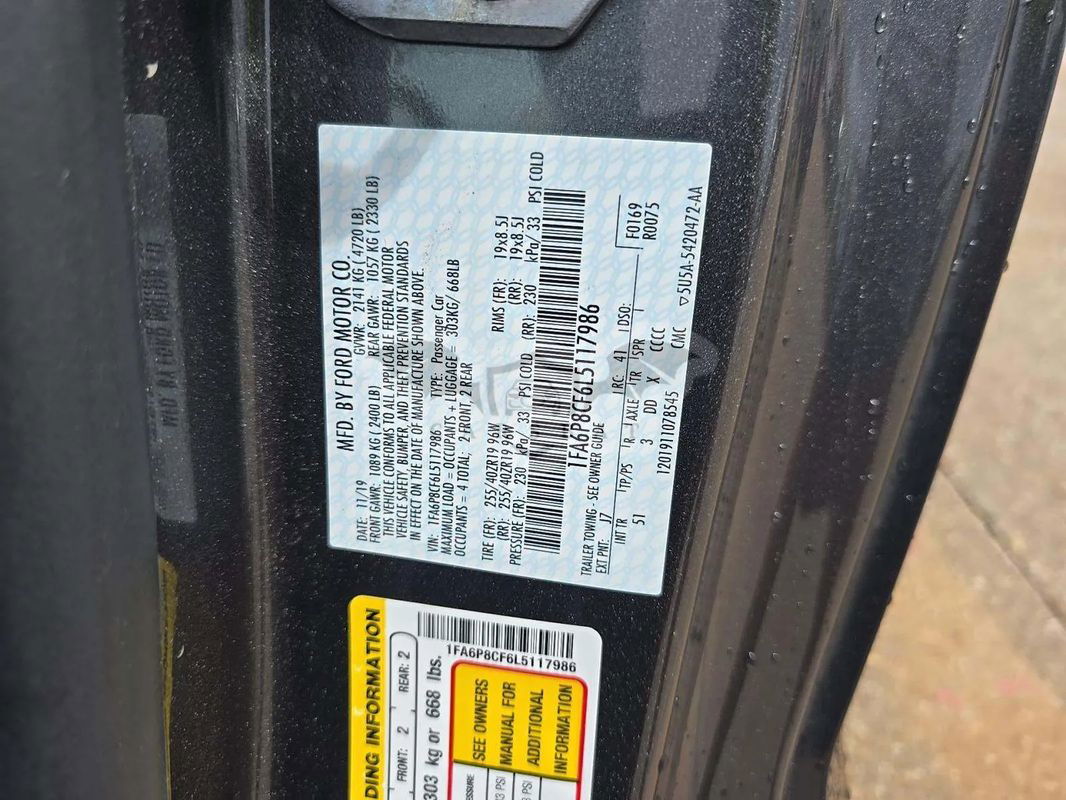 MFD. BY FORD MOTOR CO.
DATE: 11/19 GVWR: 2141 KG ( 4720 LB)
FRONT GAWR: 1089 KG ( 2400 LB) REAR GAWR: 1057 KG ( 2330 LB)
THIS VEHICLE CONFORMS TO ALL APPLICABLE FEDERAL MOTOR
VEHICLE SAFETY, BUMPER, AND THEFT PREVENTION STANDARDS
IN EFFECT ON THE DATE OF MANUFACTURE SHOWN ABOVE.
VIN: 1FA6P8CF6L5117986 TYPE: Passenger Car
MAXIMUM LOAD = OCCUPANTS + LUGGAGE = 303KG/ 668LB
OCCUPANTS = 4 TOTAL; 2 FRONT, 2 REAR
TIRE (FR): 255/40ZR19 96W RIMS (FR): 19x8.5J
(RR): 255/40ZR19 96W (RR): 19x8.5J
PRESSURE (FR): 230 kPa/ 33 PSI COLD (RR): 230 kPa/ 33 PSI COLD
1FA6P8CF6L5117986
TRAILER TOWING - SEE OWNER GUIDE
EXT PNT: J7 RC: 41 DSO: F0169
INT TR TP/PS R AXLE TR SPR R0075
51 3 DD X CCCC
1201911078545 CMC ▽5U5A-5420472-AA
DING INFORMATION
FRONT: 2 REAR: 2
303 kg or 668 lbs.
1FA6P8CF6L5117986
SEE OWNERS
MANUAL FOR
ADDITIONAL
INFORMATION